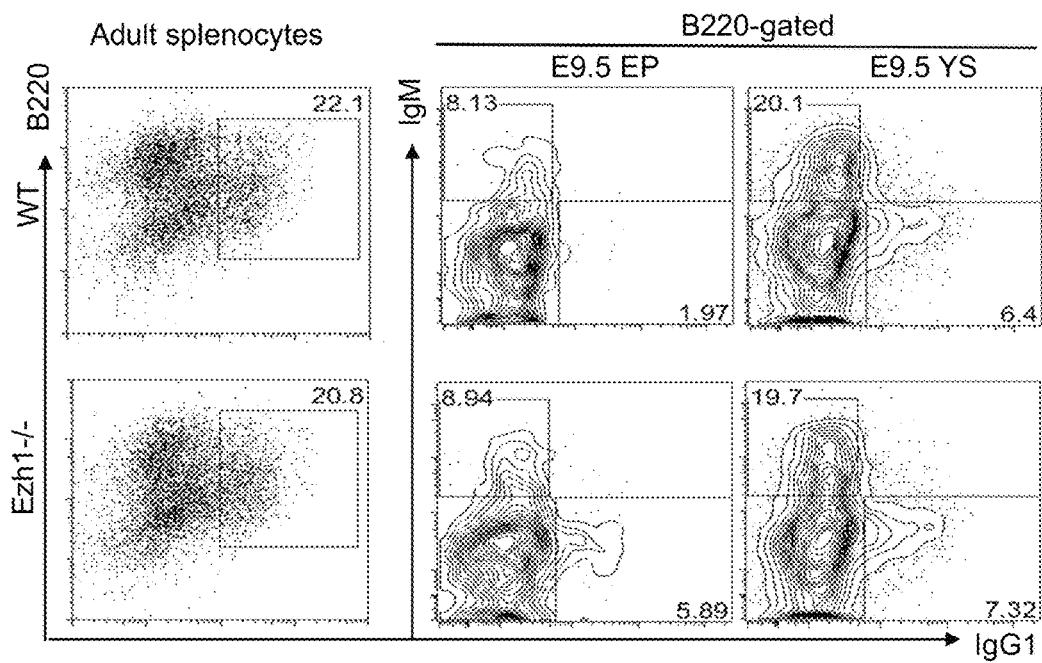 Adult splenocytes
B220-gated
E9.5 EP
E9.5 YS
B220
IgM
WT
22.1
8.13
20.1
1.97
6.4
Ezh1-/-
20.8
8.94
19.7
5.89
7.32
IgG1